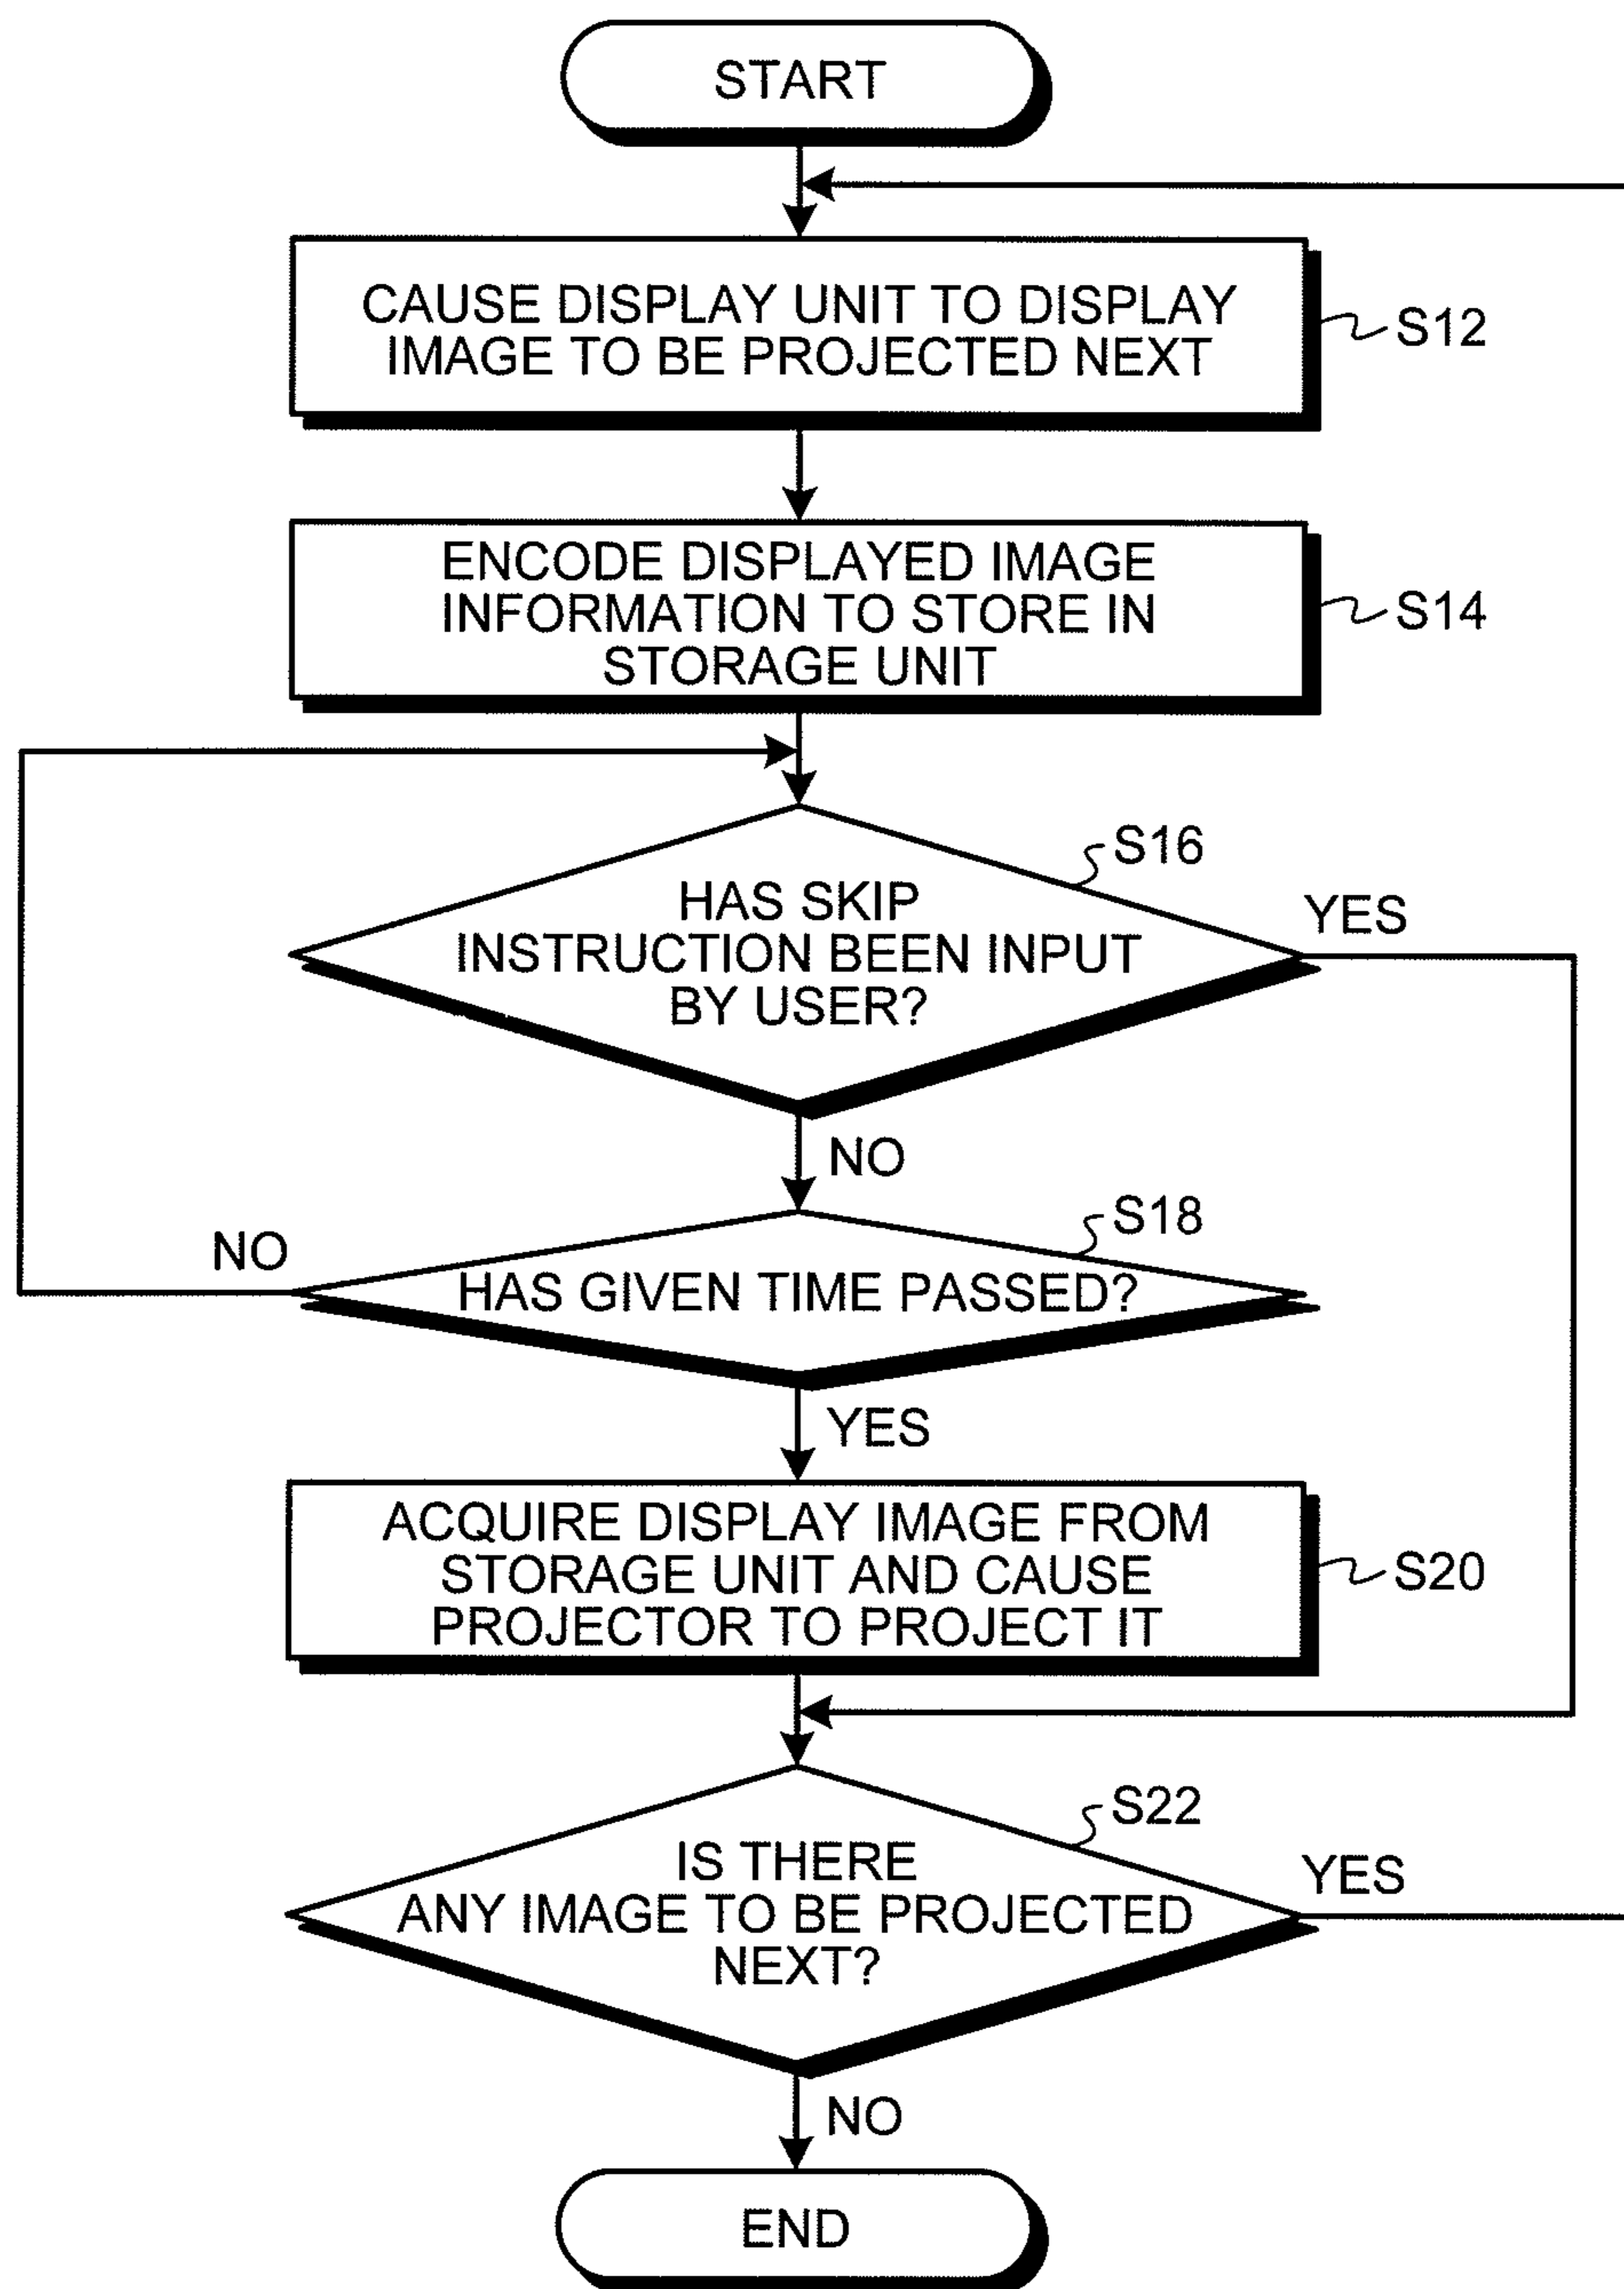 START
CAUSE DISPLAY UNIT TO DISPLAY
IMAGE TO BE PROJECTED NEXT
S12
ENCODE DISPLAYED IMAGE
INFORMATION TO STORE IN
STORAGE UNIT
S14
S16
HAS SKIP
INSTRUCTION BEEN INPUT
BY USER?
YES
NO
S18
NO
HAS GIVEN TIME PASSED?
YES
ACQUIRE DISPLAY IMAGE FROM
STORAGE UNIT AND CAUSE
PROJECTOR TO PROJECT IT
S20
S22
IS THERE
ANY IMAGE TO BE PROJECTED
NEXT?
YES
NO
END